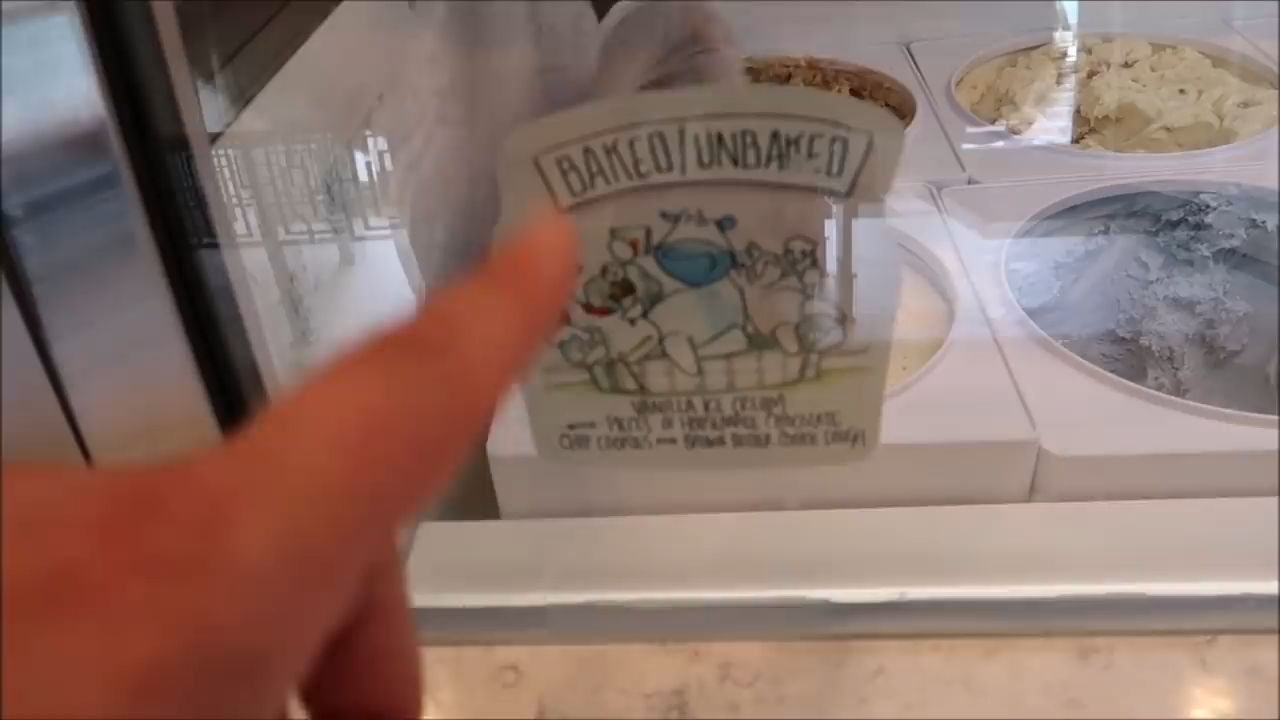 BAKED/UNBAKED
VANILLA ICE CREAM
PIECES OF HOMEMADE CHOCOLATE
CHIP COOKIES BROWN BUTTER COOKIE DOUGH